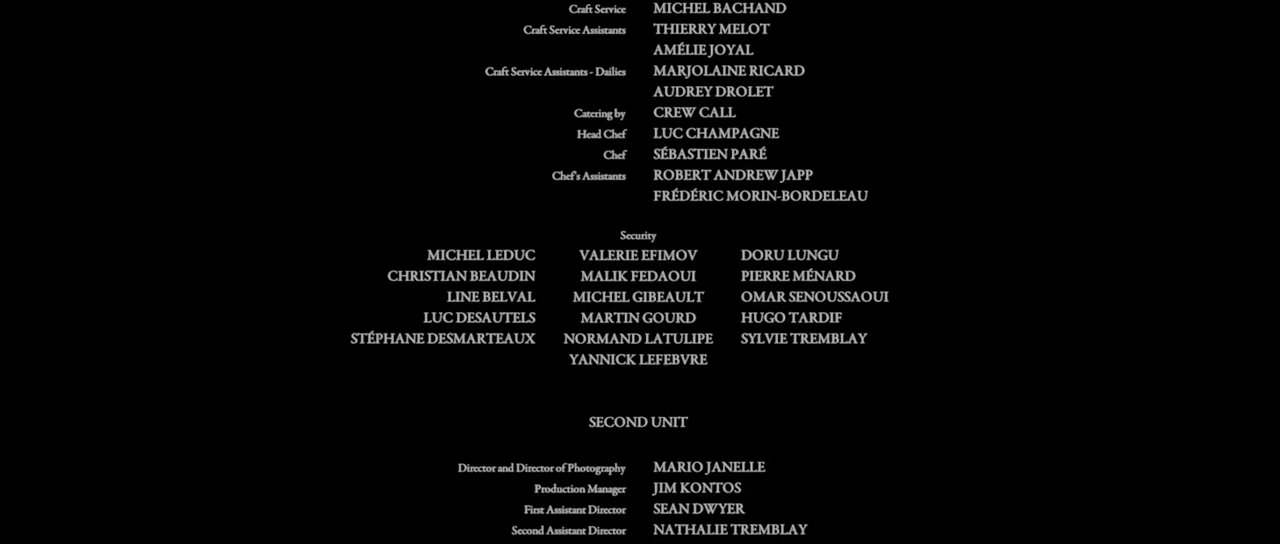 Craft Service MICHEL BACHAND
Craft Service Assistants THIERRY MELOT
AMÉLIE JOYAL
Craft Service Assistants - Dailies MARJOLAINE RICARD
AUDREY DROLET
Catering by CREW CALL
Head Chef LUC CHAMPAGNE
Chef SÉBASTIEN PARÉ
Chef's Assistants ROBERT ANDREW JAPP
FRÉDÉRIC MORIN-BORDELEAU
Security
MICHEL LEDUC VALERIE EFIMOV DORU LUNGU
CHRISTIAN BEAUDIN MALIK FEDAOUI PIERRE MÉNARD
LINE BELVAL MICHEL GIBEAULT OMAR SENOUSSAOUI
LUC DESAUTELS MARTIN GOURD HUGO TARDIF
STÉPHANE DESMARTEAUX NORMAND LATULIPE SYLVIE TREMBLAY
YANNICK LEFEBVRE
SECOND UNIT
Director and Director of Photography MARIO JANELLE
Production Manager JIM KONTOS
First Assistant Director SEAN DWYER
Second Assistant Director NATHALIE TREMBLAY